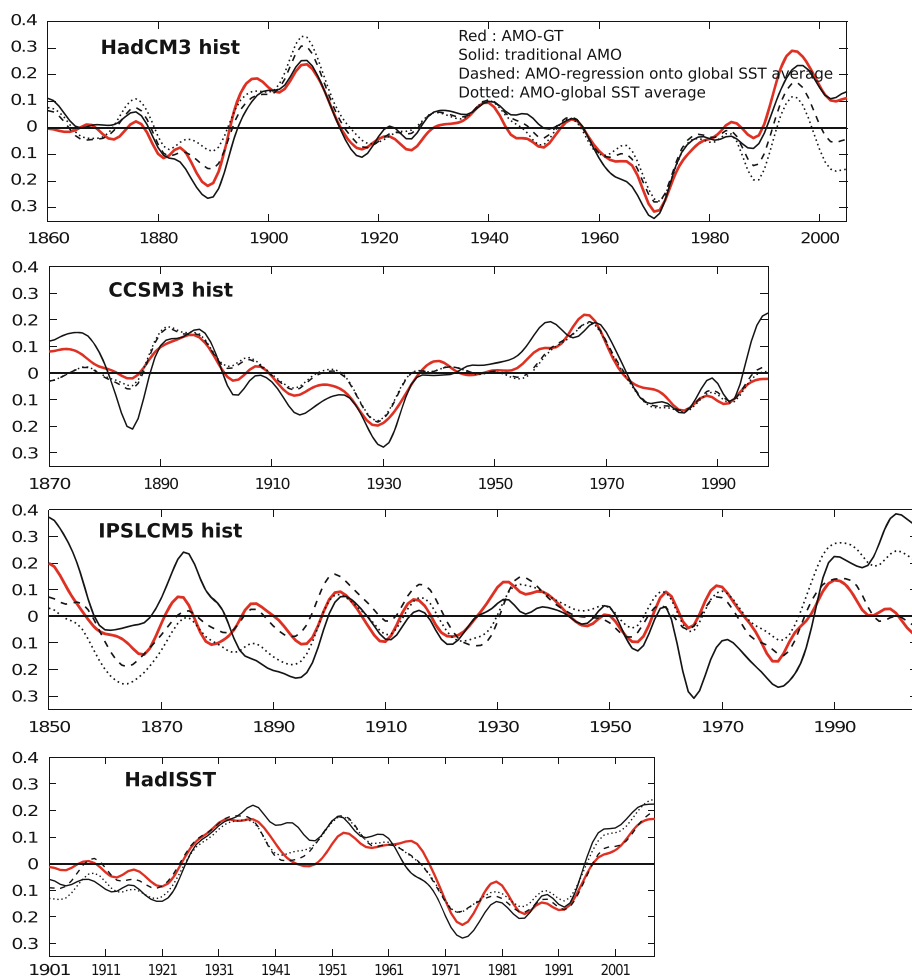 0.4
HadCM3 hist
Red : AMO-GT
Solid: traditional AMO
Dashed: AMO-regression onto global SST average
Dotted: AMO-global SST average
0.3
0.2
0.1
0
0.1
0.2
0.3
1860 1880 1900 1920 1940 1960 1980 2000
0.4
CCSM3 hist
0.3
0.2
0.1
0
0.1
0.2
0.3
1870 1890 1910 1930 1950 1970 1990
0.4
IPSLCM5 hist
0.3
0.2
0.1
0
0.1
0.2
0.3
1850 1870 1890 1910 1930 1950 1970 1990
0.4
HadISST
0.3
0.2
0.1
0
0.1
0.2
0.3
1901 1911 1921 1931 1941 1951 1961 1971 1981 1991 2001